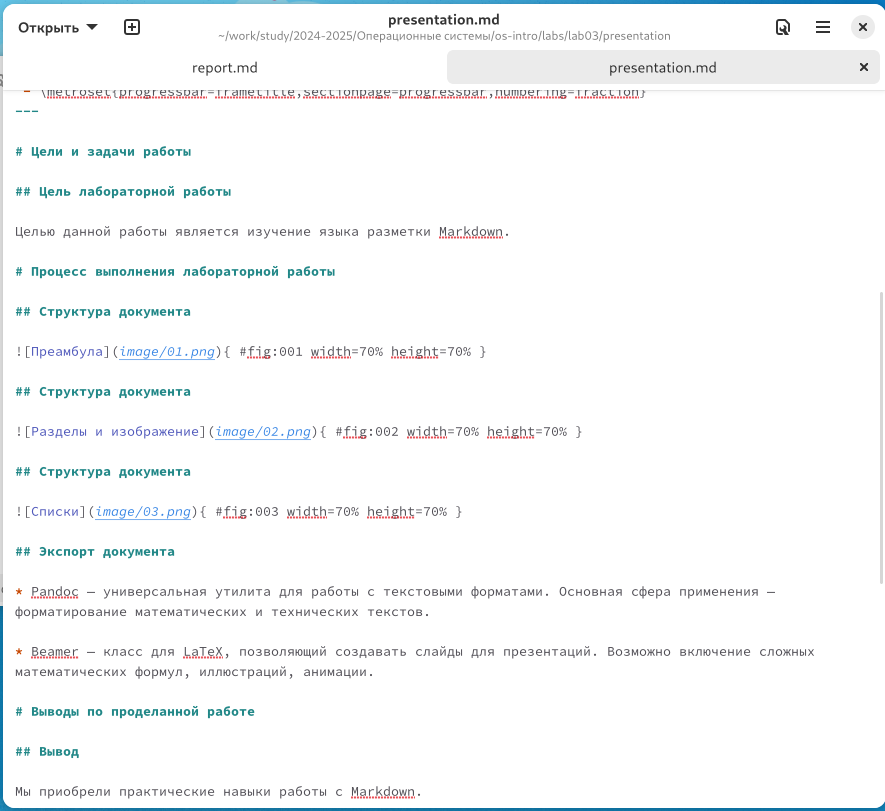 Открыть
presentation.md
~/work/study/2024-2025/Операционные системы/os-intro/labs/lab03/presentation
report.md
presentation.md
- \metroset{progressbar=frametitle,sectionpage=progressbar,numbering=fraction}
---
# Цели и задачи работы
## Цель лабораторной работы
Целью данной работы является изучение языка разметки Markdown.
# Процесс выполнения лабораторной работы
## Структура документа
![Преамбула](image/01.png){ #fig:001 width=70% height=70% }
## Структура документа
![Разделы и изображение](image/02.png){ #fig:002 width=70% height=70% }
## Структура документа
![Списки](image/03.png){ #fig:003 width=70% height=70% }
## Экспорт документа
* Pandoc — универсальная утилита для работы с текстовыми форматами. Основная сфера применения —
форматирование математических и технических текстов.
* Beamer — класс для LaTeX, позволяющий создавать слайды для презентаций. Возможно включение сложных
математических формул, иллюстраций, анимации.
# Выводы по проделанной работе
## Вывод
Мы приобрели практические навыки работы с Markdown.